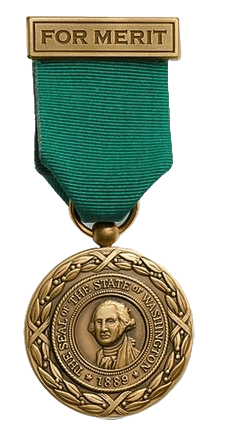 FOR MERIT
THE SEAL OF THE STATE OF WASHINGTON
1889